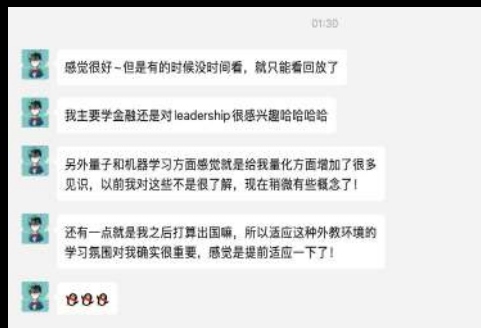 01:30
感觉很好~但是有的时候没时间看，就只能看回放了
我主要学金融还是对leadership很感兴趣哈哈哈哈
另外量子和机器学习方面感觉就是给我量化方面增加了很多
见识，以前我对这些不是很了解，现在稍微有些概念了！
还有一点就是我之后打算出国嘛，所以适应这种外教环境的
学习氛围对我确实很重要，感觉是提前适应一下了！